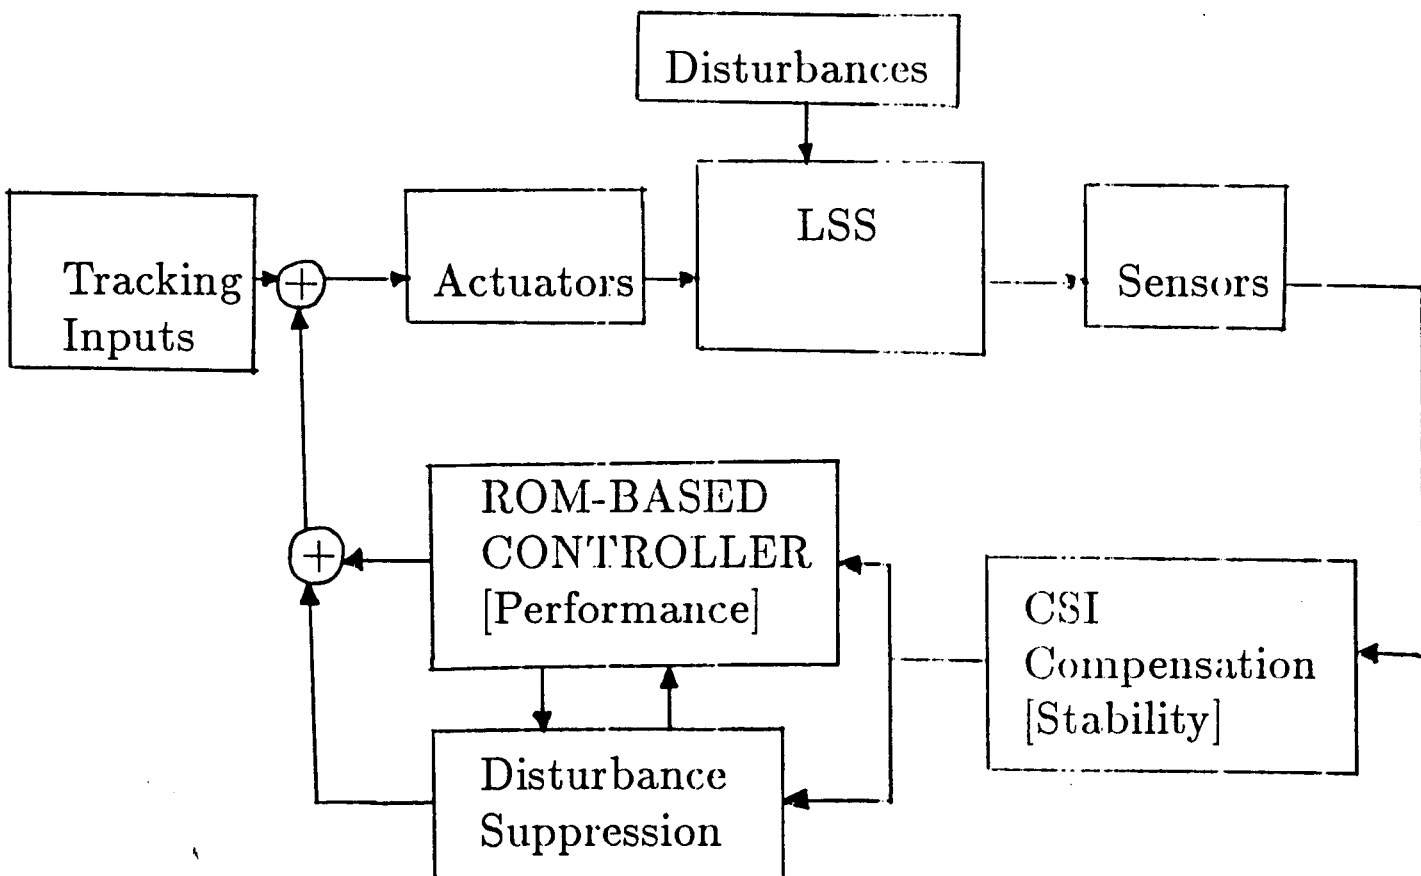 Disturbances
LSS
Tracking
Inputs
+
Actuators
Sensors
ROM-BASED
CONTROLLER
[Performance]
+
CSI
Compensation
[Stability]
Disturbance
Suppression